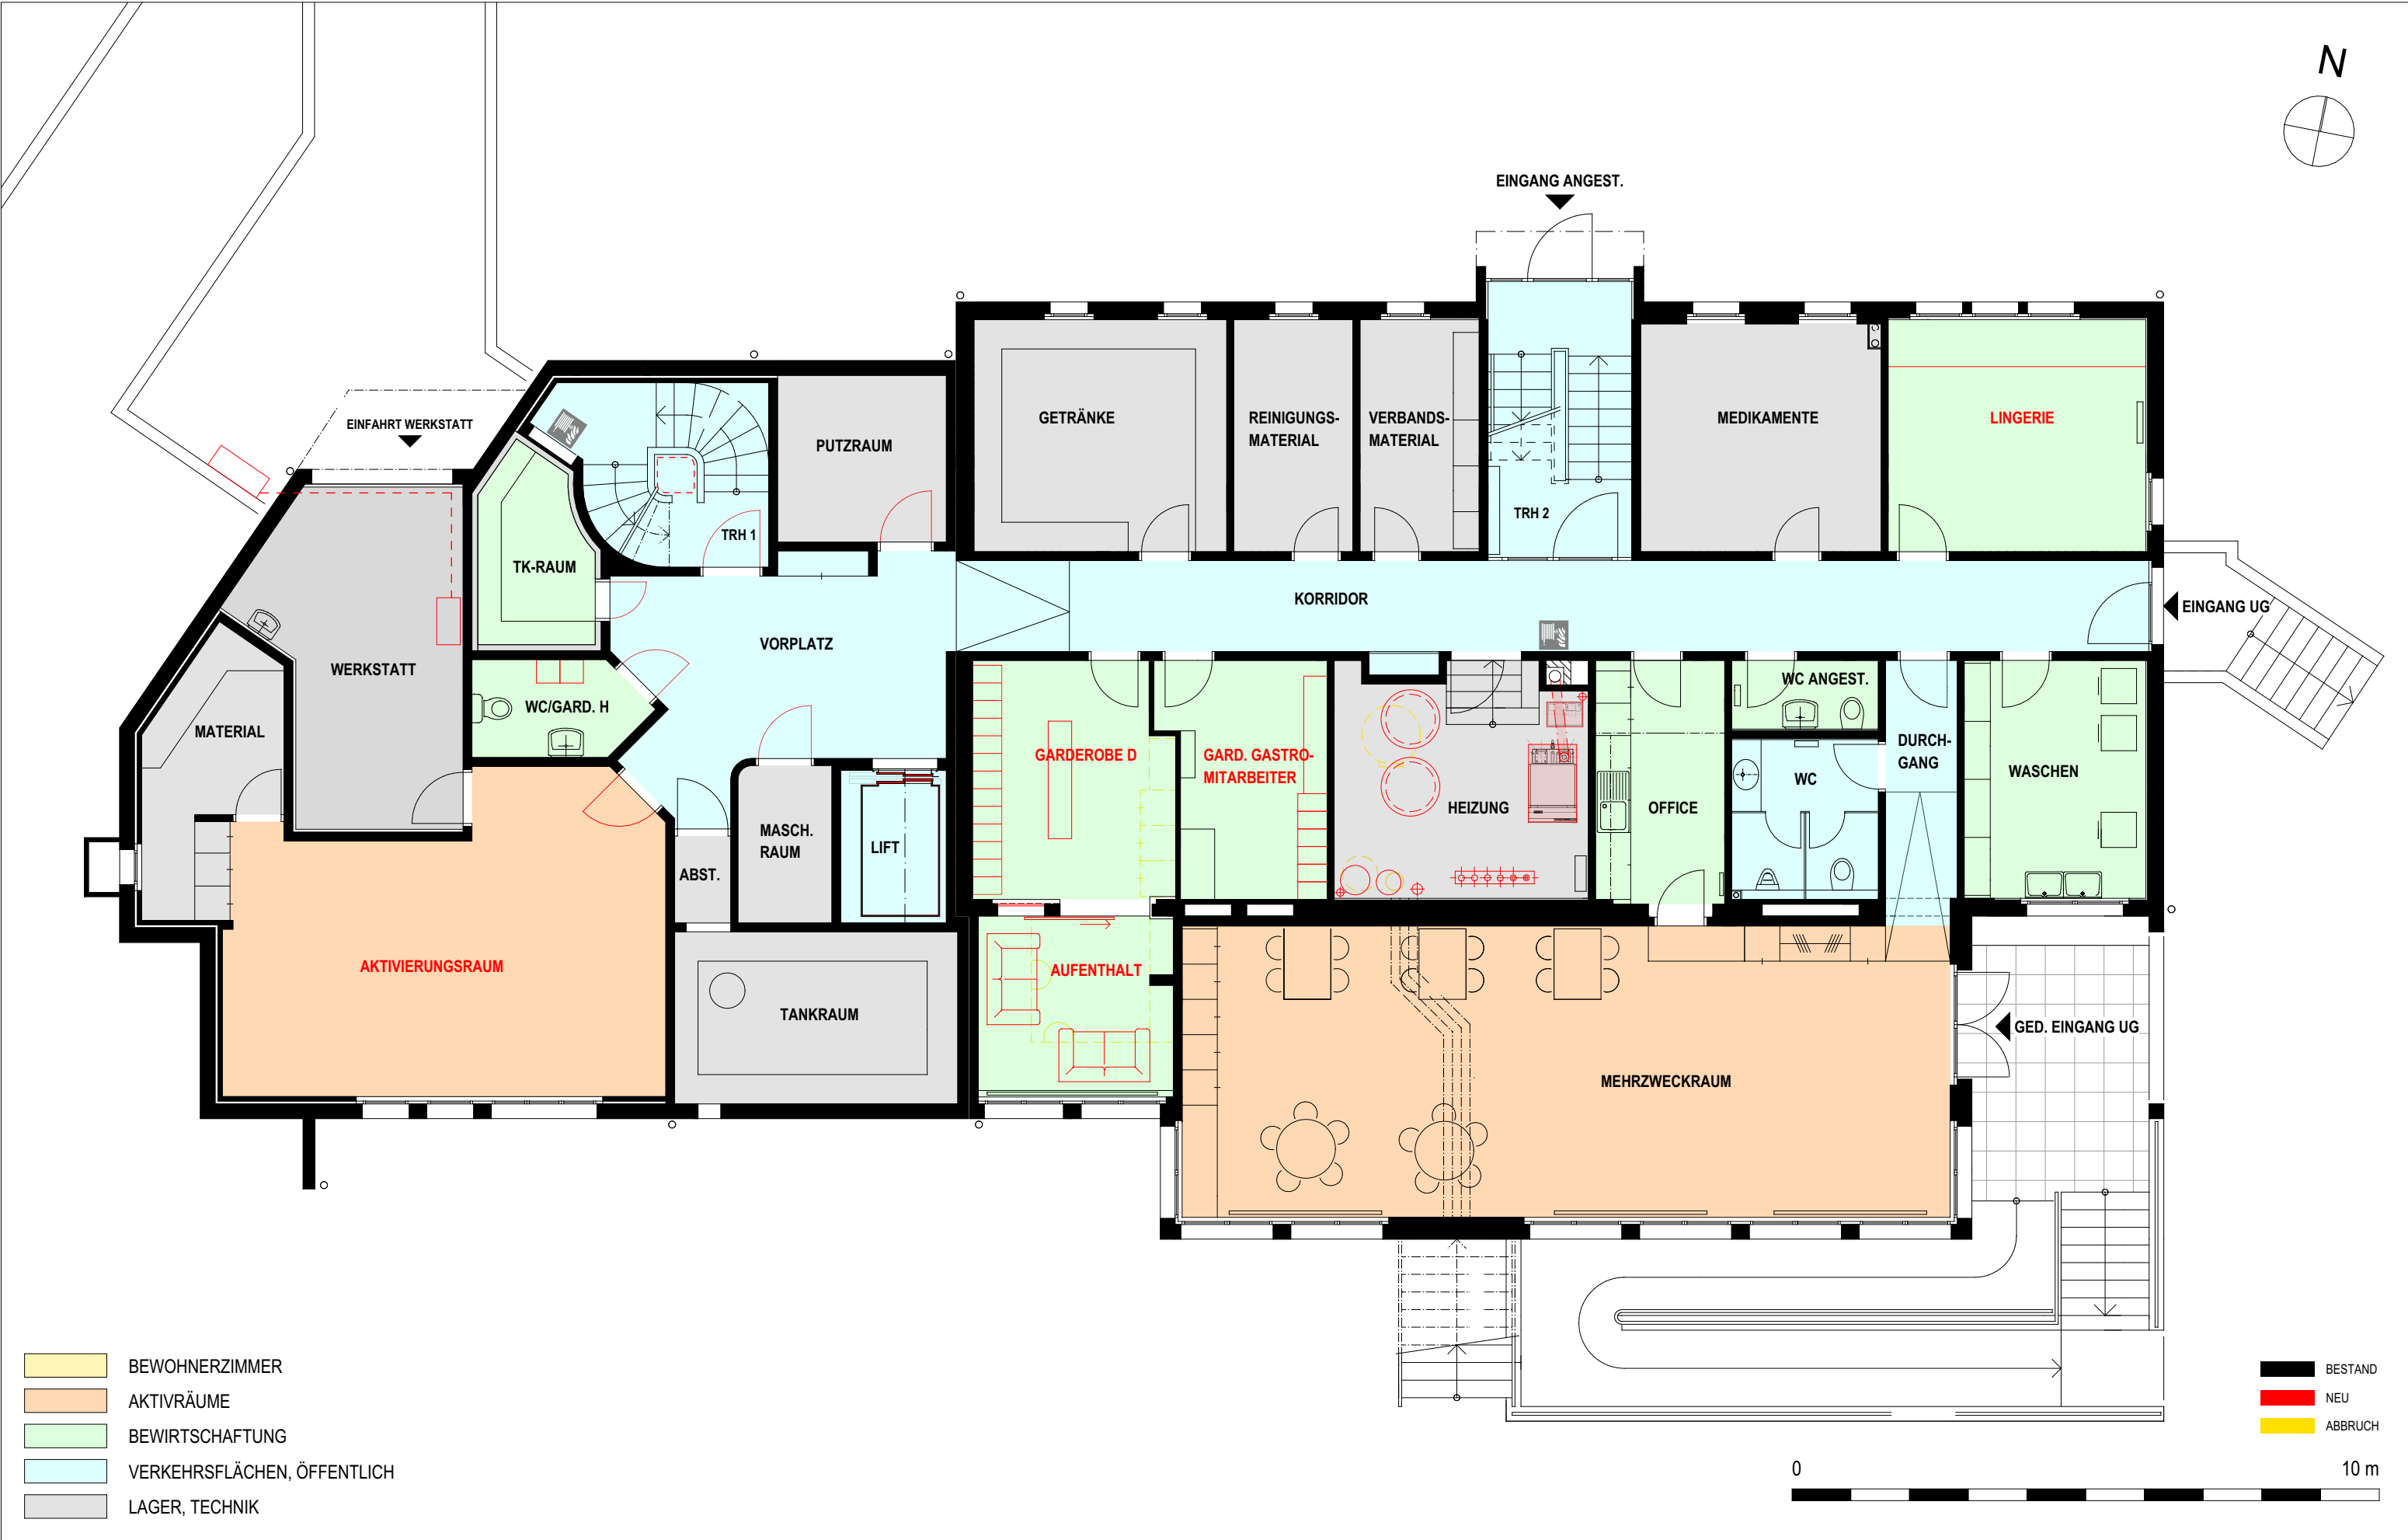 N
EINGANG ANGEST.
EINFAHRT WERKSTATT
GETRÄNKE
REINIGUNGS-
MATERIAL
VERBANDS-
MATERIAL
MEDIKAMENTE
LINGERIE
PUTZRAUM
TRH 1
TRH 2
TK-RAUM
KORRIDOR
EINGANG UG
VORPLATZ
WERKSTATT
MATERIAL
WC/GARD. H
GARDEROBE D
GARD. GASTRO-
MITARBEITER
HEIZUNG
OFFICE
WC ANGEST.
WC
DURCH-
GANG
WASCHEN
MASCH.
RAUM
LIFT
ABST.
AKTIVIERUNGSRAUM
AUFENTHALT
TANKRAUM
MEHRZWECKRAUM
GED. EINGANG UG
BEWOHNERZIMMER
AKTIVRÄUME
BEWIRTSCHAFTUNG
VERKEHRSFLÄCHEN, ÖFFENTLICH
LAGER, TECHNIK
BESTAND
NEU
ABBRUCH
0 10 m